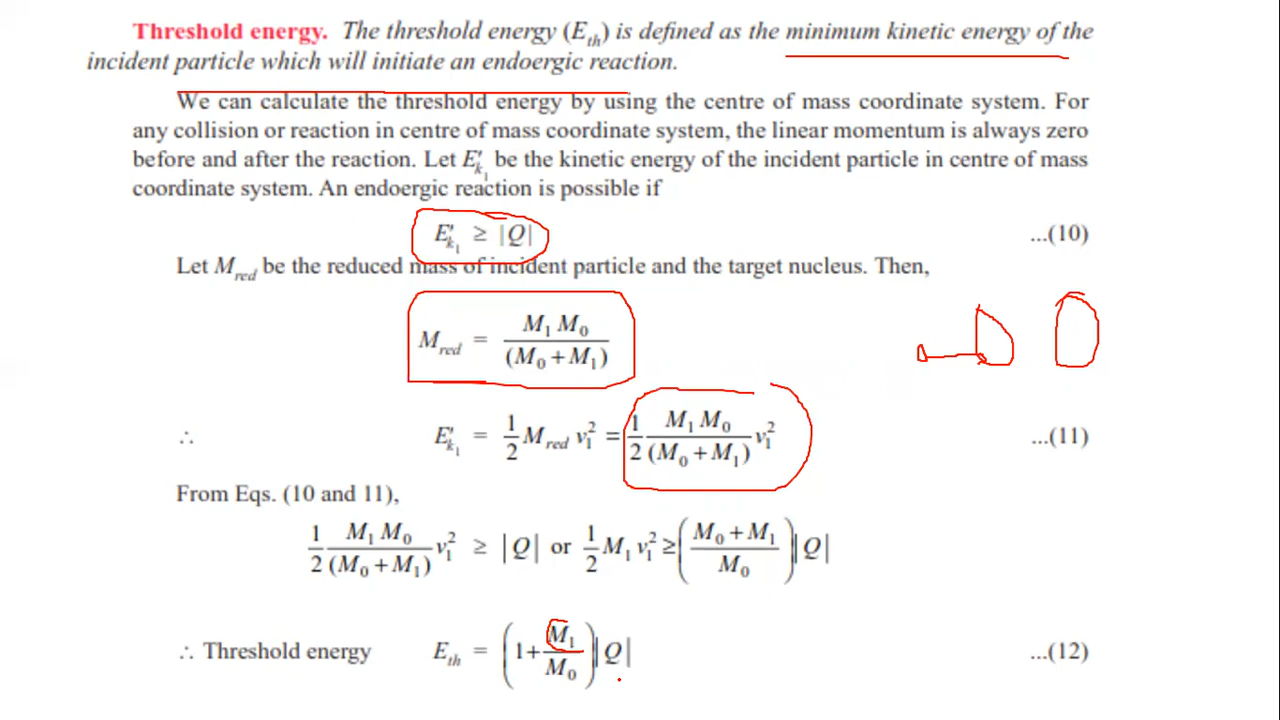 Threshold energy. The threshold energy (E_th) is defined as the minimum kinetic energy of the
incident particle which will initiate an endoergic reaction.
We can calculate the threshold energy by using the centre of mass coordinate system. For
any collision or reaction in centre of mass coordinate system, the linear momentum is always zero
before and after the reaction. Let E'_k1 be the kinetic energy of the incident particle in centre of mass
coordinate system. An endoergic reaction is possible if
E'_k1 ≥ |Q| ...(10)
Let M_red be the reduced mass of incident particle and the target nucleus. Then,
M_red = M_1 M_0 / (M_0 + M_1)
∴ E'_k1 = 1/2 M_red v_1^2 = 1/2 M_1 M_0 / (M_0 + M_1) v_1^2 ...(11)
From Eqs. (10 and 11),
1/2 M_1 M_0 / (M_0 + M_1) v_1^2 ≥ |Q| or 1/2 M_1 v_1^2 ≥ ((M_0 + M_1) / M_0) |Q|
∴ Threshold energy E_th = (1 + M_1 / M_0) |Q| ...(12)